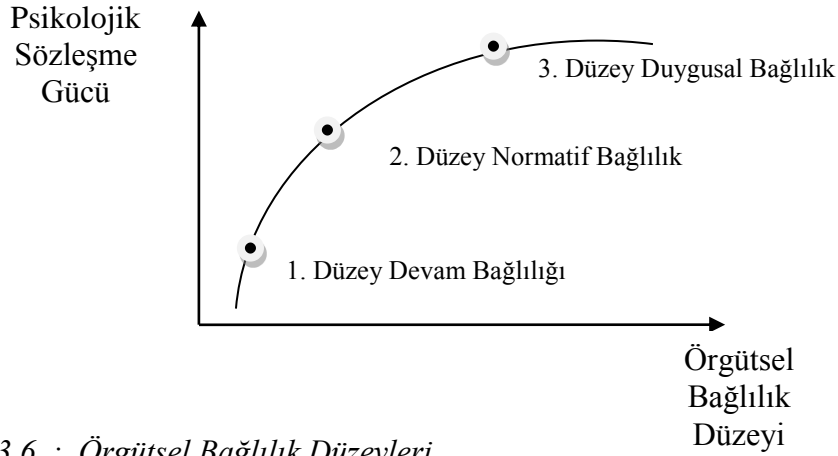 Psikolojik
Sözleşme
Gücü
3. Düzey Duygusal Bağlılık
2. Düzey Normatif Bağlılık
1. Düzey Devam Bağlılığı
Örgütsel
Bağlılık
Düzeyi
3.6 : Örgütsel Bağlılık Düzeyleri